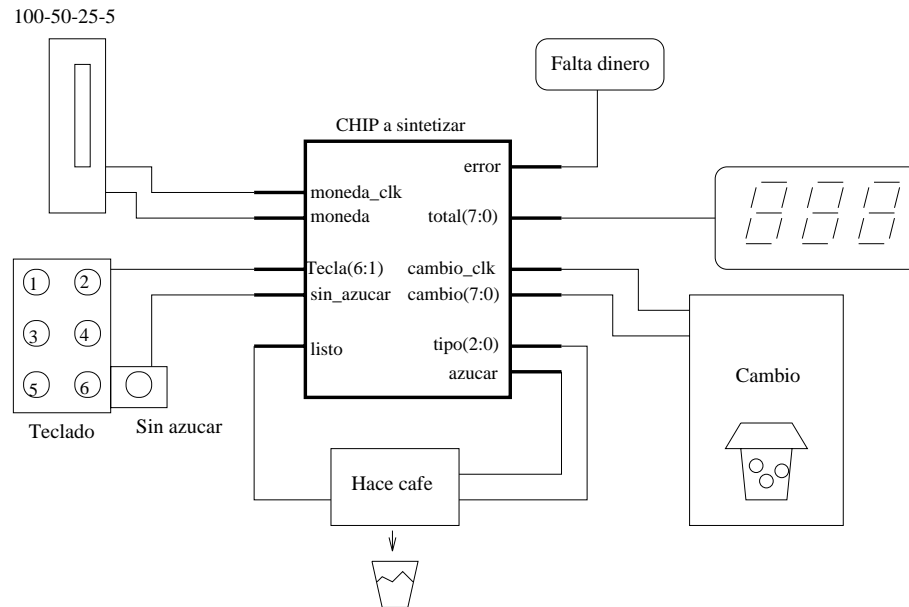 100-50-25-5
Falta dinero
CHIP a sintetizar
error
moneda_clk
moneda
total(7:0)
Tecla(6:1)
cambio_clk
sin_azucar
cambio(7:0)
listo
tipo(2:0)
azucar
1 2
3 4
5 6
Teclado
Sin azucar
Cambio
Hace cafe